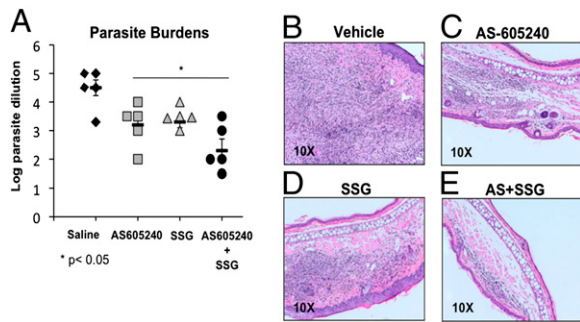 A
Parasite Burdens
Log parasite dilution
6
5
4
3
2
1
0
*
Saline
AS605240
SSG
AS605240
+
SSG
* p< 0.05
B
Vehicle
10X
C
AS-605240
10X
D
SSG
10X
E
AS+SSG
10X